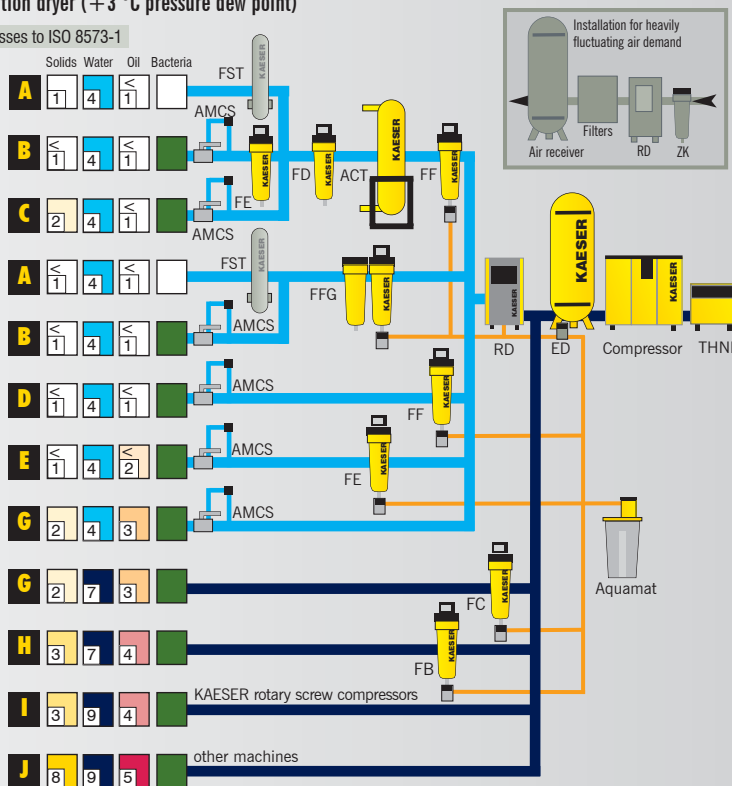 tion dryer (+3 °C pressure dew point)
sses to ISO 8573-1
Solids Water Oil Bacteria
A 1 4 <1
FST
KAESER
AMCS
B <1 4 <1
KAESER
FD
KAESER
ACT
KAESER
FF
KAESER
C 2 4 <1
FE
AMCS
A <1 4 <1
FST
KAESER
FFG
KAESER
B <1 4 <1
AMCS
D <1 4 <1
AMCS
FF
KAESER
E <1 4 <2
AMCS
FE
KAESER
G 2 4 3
AMCS
G 2 7 3
FC
KAESER
H 3 7 4
FB
KAESER
I 3 9 4
KAESER rotary screw compressors
J 8 9 5
other machines
Installation for heavily
fluctuating air demand
Air receiver
Filters
RD
ZK
KAESER
KAESER
KAESER
RD
ED
Compressor
THN
Aquamat